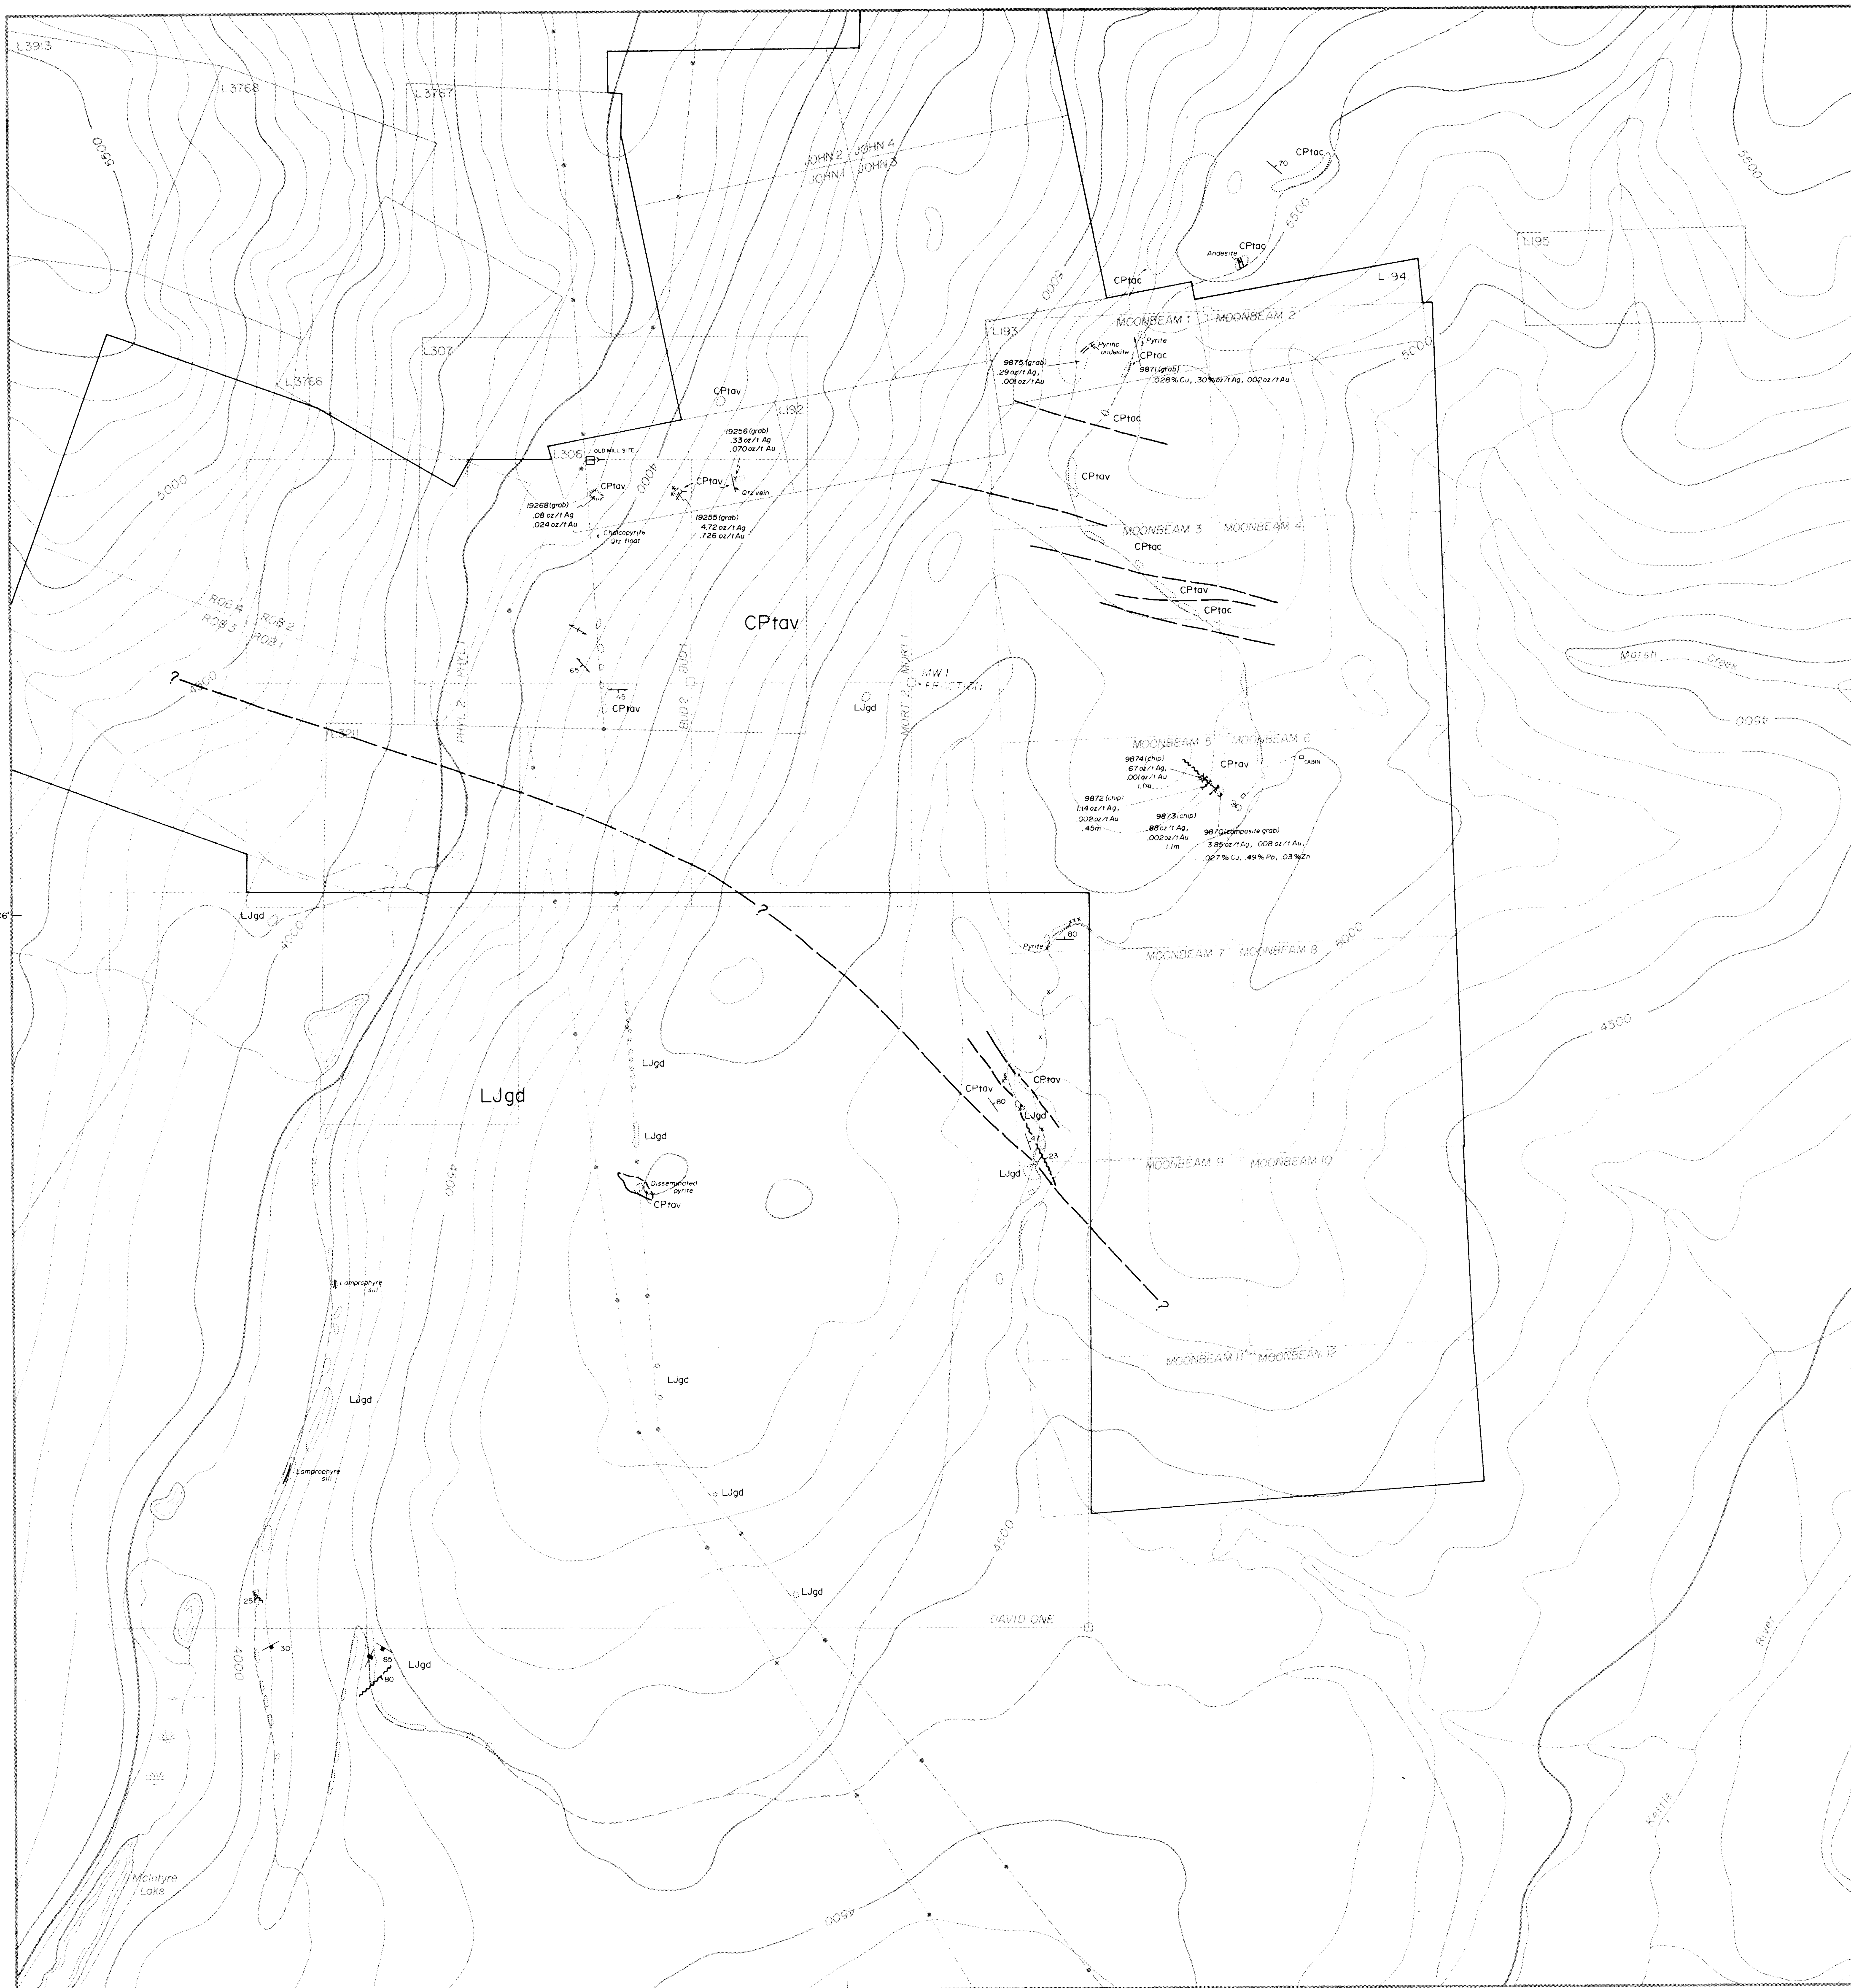 L3913
L3768
L3767
5500
JOHN 2 JOHN 4
JOHN 1 JOHN 3
CPtac
70
5500
5500
CPtac
Andesite
L195
CPtac
L194
6000
L193
MOONBEAM 1 MOONBEAM 2
L307
Pyritic
andesite
Pyrite
5000
9875 (grab)
.29 oz/t Ag,
.001 oz/t Au
CPtac
9871 (grab)
.028% Cu, .30% oz/t Ag, .002 oz/t Au
L3766
CPtav
L192
CPtac
19256 (grab)
.33 oz/t Ag
.070 oz/t Au
L306
OLD MILL SITE
4000
5000
CPtav
CPtav
Qtz vein
CPtav
19268 (grab)
.08 oz/t Ag
.024 oz/t Au
19255 (grab)
4.72 oz/t Ag
.726 oz/t Au
Chalcopyrite
Qtz float
MOONBEAM 3 MOONBEAM 4
CPtac
CPtav
CPtac
ROB 4 ROB 2
ROB 3 ROB 1
CPtav
65
45
CPtav
PHYL 2 PHYL 1
BUD 2 BUD 1
MORT 2 MORT 1
MW 1
FRACTION
LJgd
Marsh Creek
4500
?
L3211
MOONBEAM 5 MOONBEAM 6
9874 (chip)
.67 oz/t Ag,
.001 oz/t Au
1.1m
CPtav
CABIN
9872 (chip)
1.14 oz/t Ag,
.002 oz/t Au
.45m
9873 (chip)
.88 oz/t Ag,
.002 oz/t Au
1.1m
9870 (composite grab)
3.85 oz/t Ag, .008 oz/t Au,
.027% Cu, .49% Pb, .03% Zn
?
LJgd
4000
Pyrite
80
MOONBEAM 7 MOONBEAM 8
5000
4500
LJgd
LJgd
CPtav
CPtav
80
LJgd
47
23
LJgd
LJgd
MOONBEAM 9 MOONBEAM 10
4500
Disseminated
pyrite
CPtav
Lamprophyre
sill
?
MOONBEAM 11 MOONBEAM 12
LJgd
LJgd
Lamprophyre
sill
LJgd
4500
25
LJgd
DAVID ONE
30
4000
85
80
LJgd
River
Kettle
McIntyre
Lake
4500